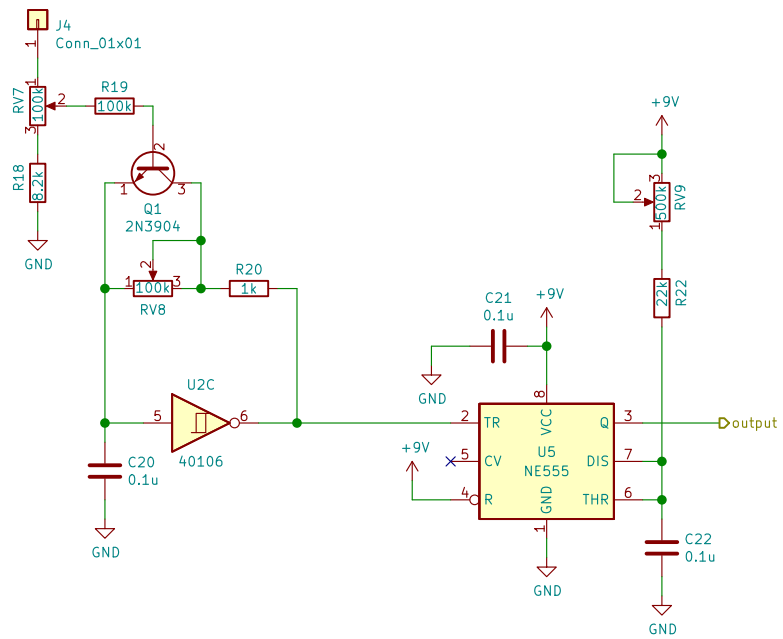 J4
Conn_01x01
1
RV7
100k
1
2
3
R19
100k
R18
8.2k
GND
2
1
3
Q1
2N3904
2
1
3
100k
RV8
R20
1k
U2C
5
6
40106
C20
0.1u
GND
+9V
3
2
1
500k
RV9
22k
R22
C21
0.1u
+9V
GND
8
VCC
2
TR
Q
3
output
+9V
5
CV
U5
NE555
DIS
7
4
R
GND
THR
6
1
GND
C22
0.1u
GND